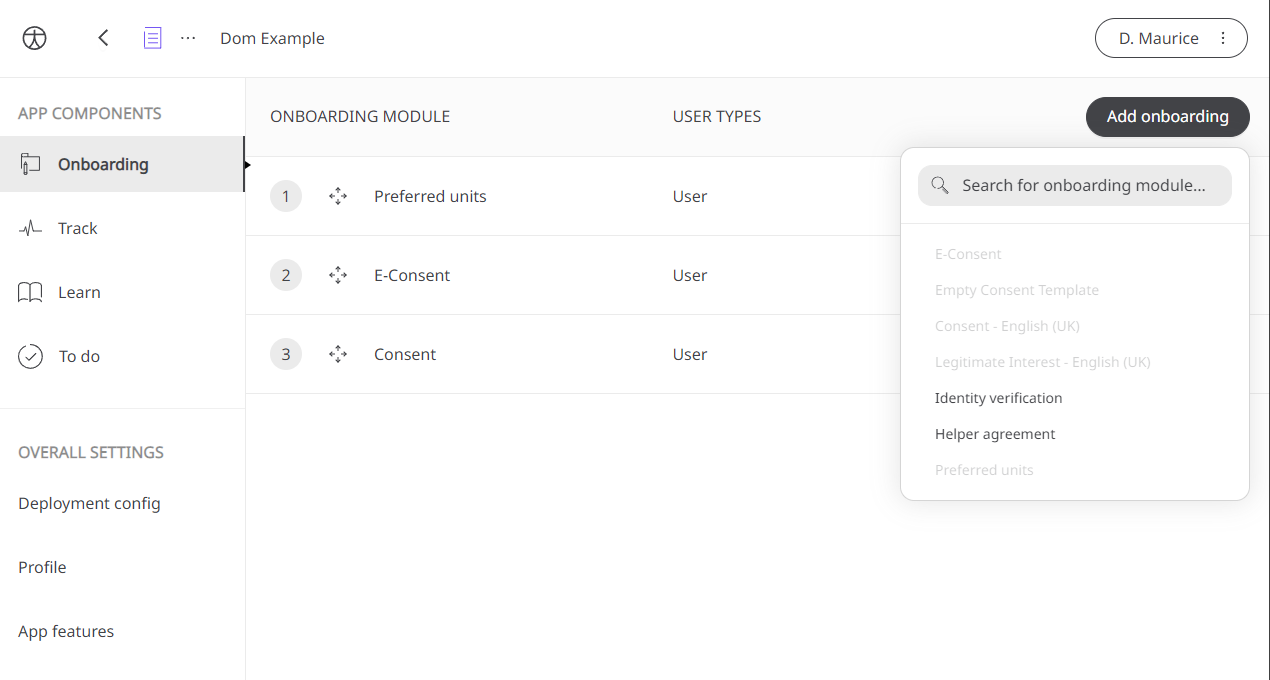 Dom Example
D. Maurice
APP COMPONENTS
Onboarding
Track
Learn
To do
OVERALL SETTINGS
Deployment config
Profile
App features
ONBOARDING MODULE USER TYPES
Add onboarding
1 Preferred units User
2 E-Consent User
3 Consent User
Search for onboarding module...
E-Consent
Empty Consent Template
Consent - English (UK)
Legitimate Interest - English (UK)
Identity verification
Helper agreement
Preferred units